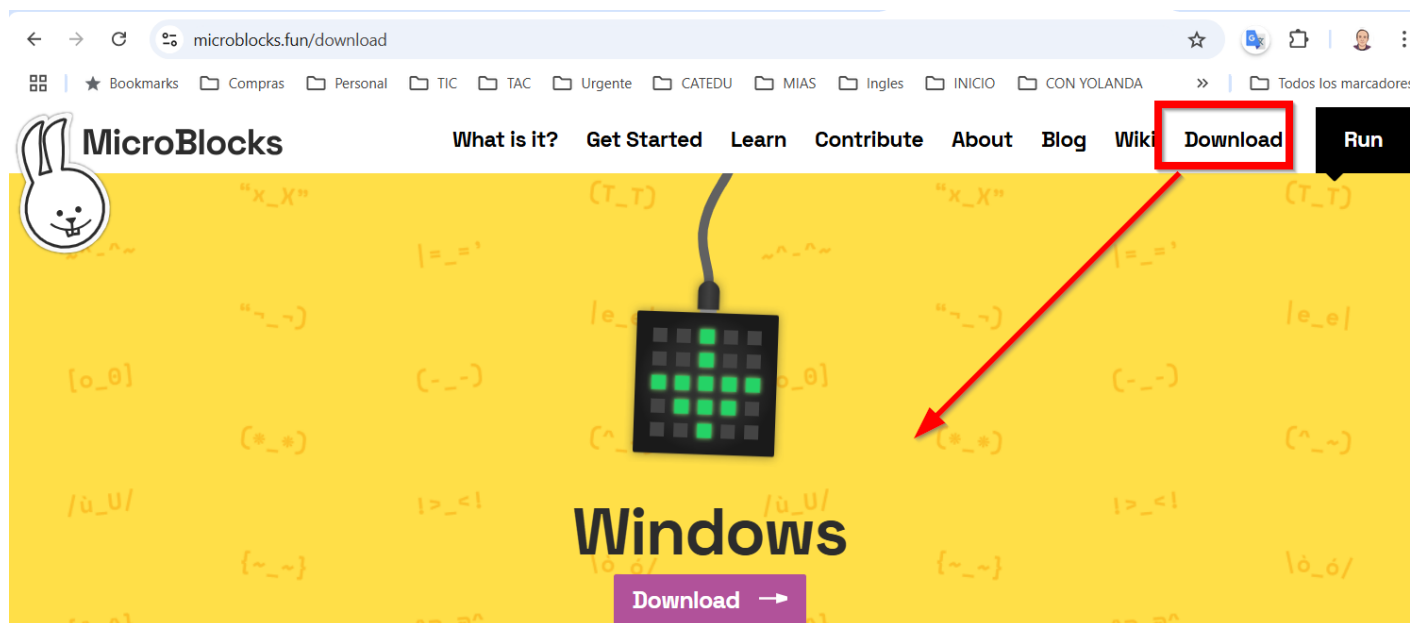 microblocks.fun/download
Bookmarks Compras Personal TIC TAC Urgente CATEDU MIAS Ingles INICIO CON YOLANDA » Todos los marcadores
MicroBlocks What is it? Get Started Learn Contribute About Blog Wiki Download Run
“x_X” (T_T) “x_X” (T_T)
|=_=’ ~^-^~ |=_=’
“¬_¬) “¬_¬) |e_e|
[o_0] (-_-) (-_-)
(*_*) (*_*) (^_~)
/ù_U/ !>_<! /ù_U/ !>_<!
Windows
{~_~} \ò_ó/ {~_~} \ò_ó/
Download →